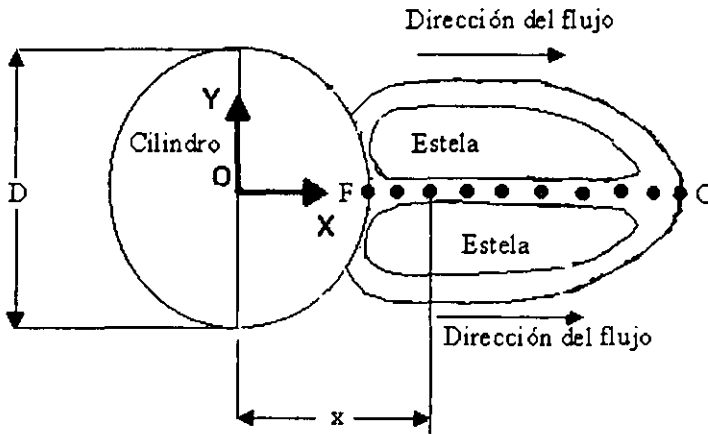 Dirección del flujo
Y
Cilindro
Estela
D
O
F
C
X
Estela
Dirección del flujo
x